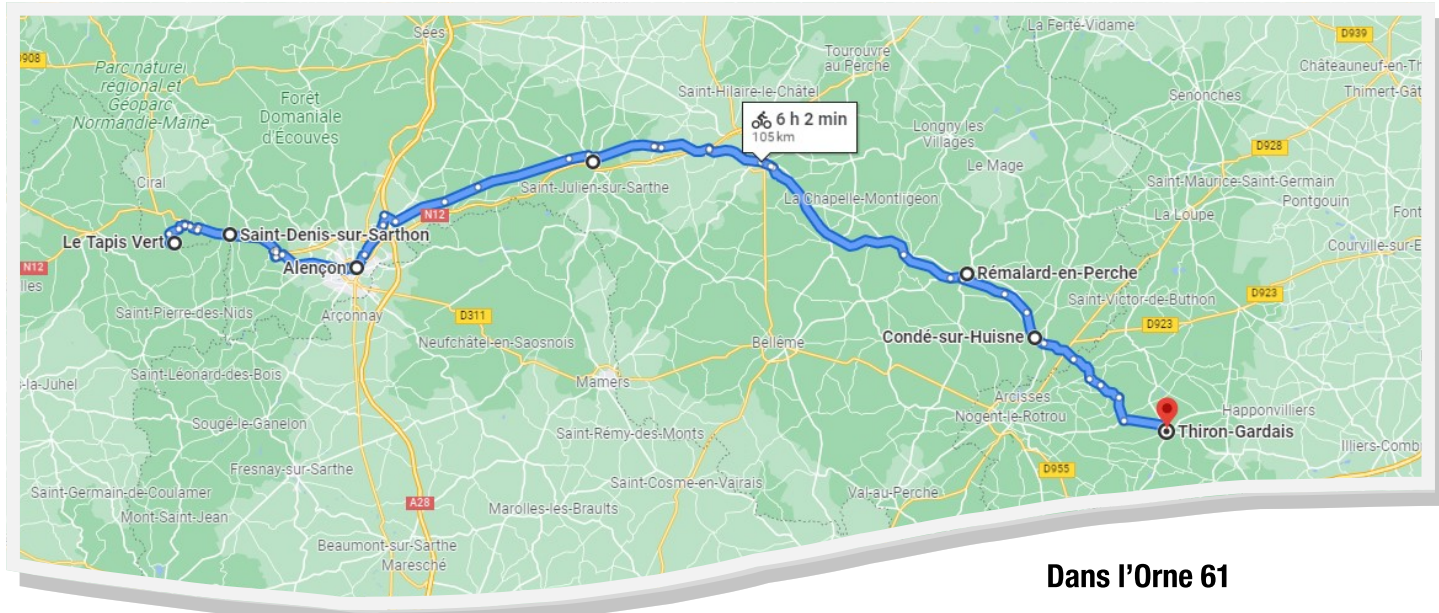 La Ferté-Vidame
Sées
D939
D908
Tourouvre
au Perche
Châteauneuf-en-Th
Parc naturel
régional et
Géoparc
Normandie-Maine
Forêt
Domaniale
d'Écouves
Saint-Hilaire-le-Châtel
Senonches
Thimert-Gât
6 h 2 min
105 km
Longny les
Villages
D928
Le Mage
Ciral
Saint-Julien-sur-Sarthe
Saint-Maurice-Saint-Germain
La Chapelle-Montligeon
Pontgouin
N12
La Loupe
Font
Saint-Denis-sur-Sarthon
Le Tapis Vert
Courville-sur-E
Alençon
N12
Rémalard-en-Perche
lles
D923
Saint-Victor-de-Buthon
Saint-Pierre-des-Nids
Arçonnay
D311
D923
Neufchâtel-en-Saosnois
Bellême
Condé-sur-Huisne
Saint-Léonard-des-Bois
-la-Juhel
Mamers
Arcisses
Nogent-le-Rotrou
Happonvilliers
Sougé-le-Ganelon
Saint-Rémy-des-Monts
Thiron-Gardais
Illiers-Comb
Fresnay-sur-Sarthe
D955
Saint-Cosme-en-Vairais
Saint-Germain-de-Coulamer
Val-au-Perche
A28
Marolles-les-Braults
Mont-Saint-Jean
Beaumont-sur-Sarthe
Maresché
Dans l'Orne 61